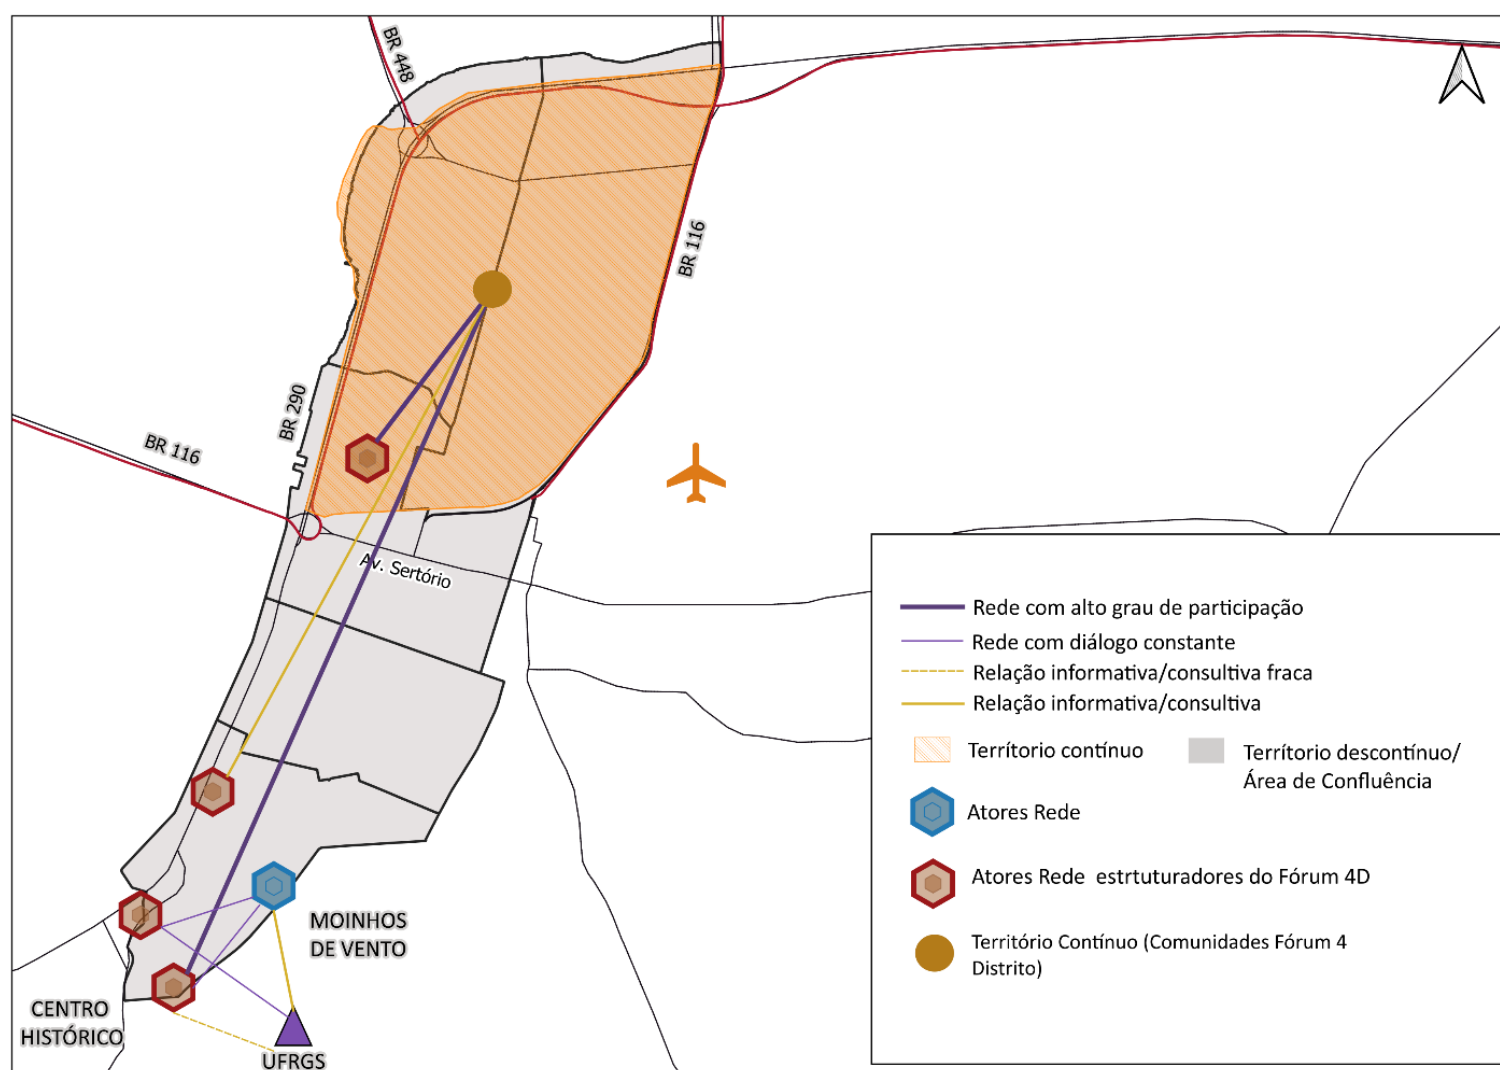 BR 448
BR 116
BR 290
BR 116
Av. Sertório
MOINHOS
DE VENTO
CENTRO
HISTÓRICO
UFRGS
Rede com alto grau de participação
Rede com diálogo constante
Relação informativa/consultiva fraca
Relação informativa/consultiva
Terrítorio contínuo
Terrítorio descontínuo/
Área de Confluência
Atores Rede
Atores Rede estrtuturadores do Fórum 4D
Território Contínuo (Comunidades Fórum 4
Distrito)